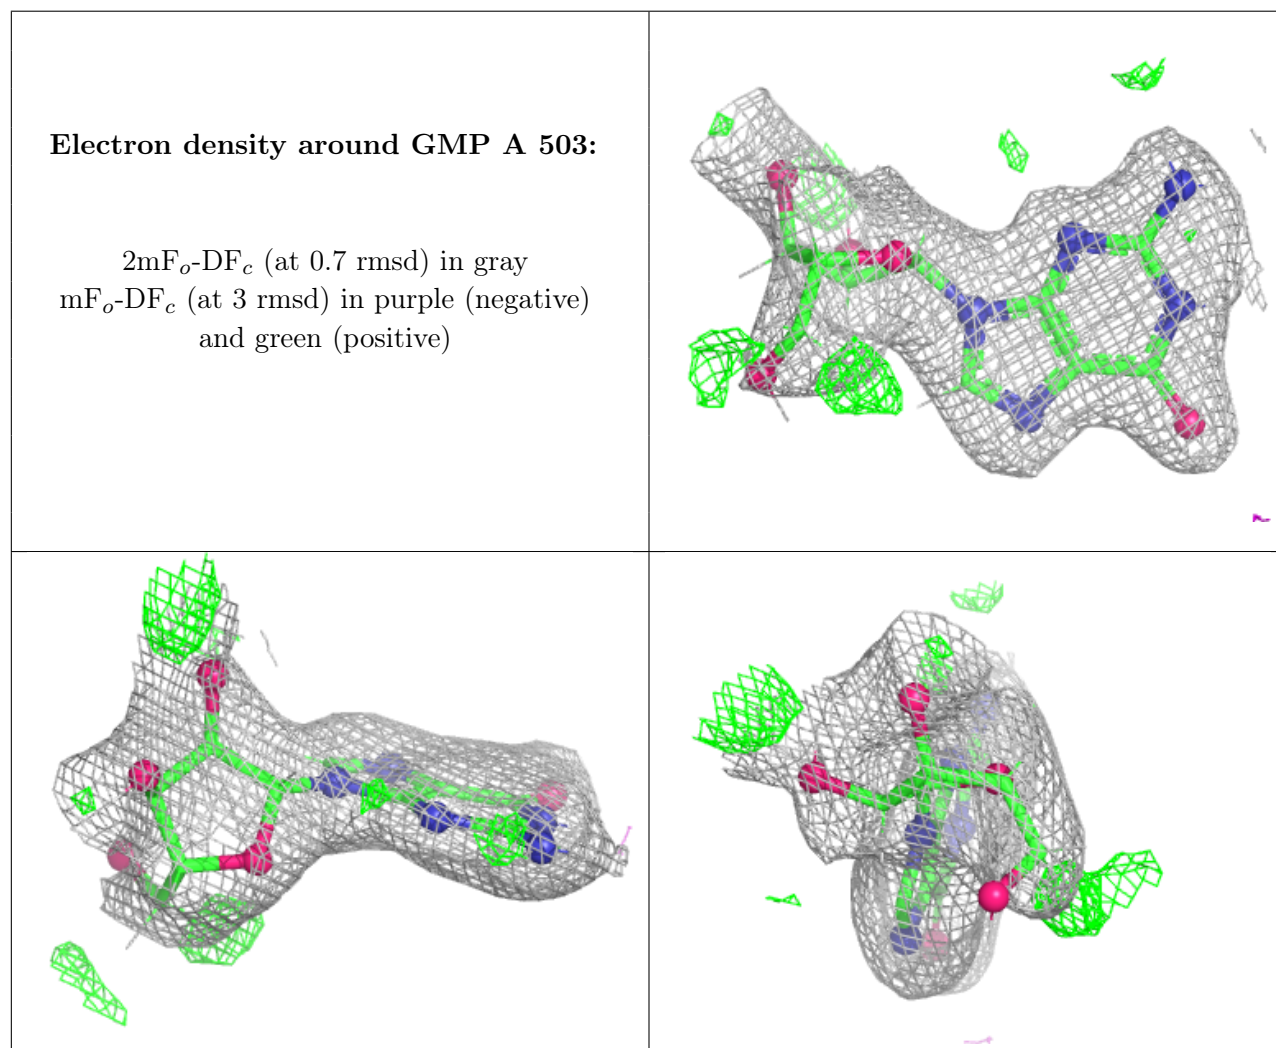 Electron density around GMP A 503:
2mFo-DFc (at 0.7 rmsd) in gray
mFo-DFc (at 3 rmsd) in purple (negative)
and green (positive)